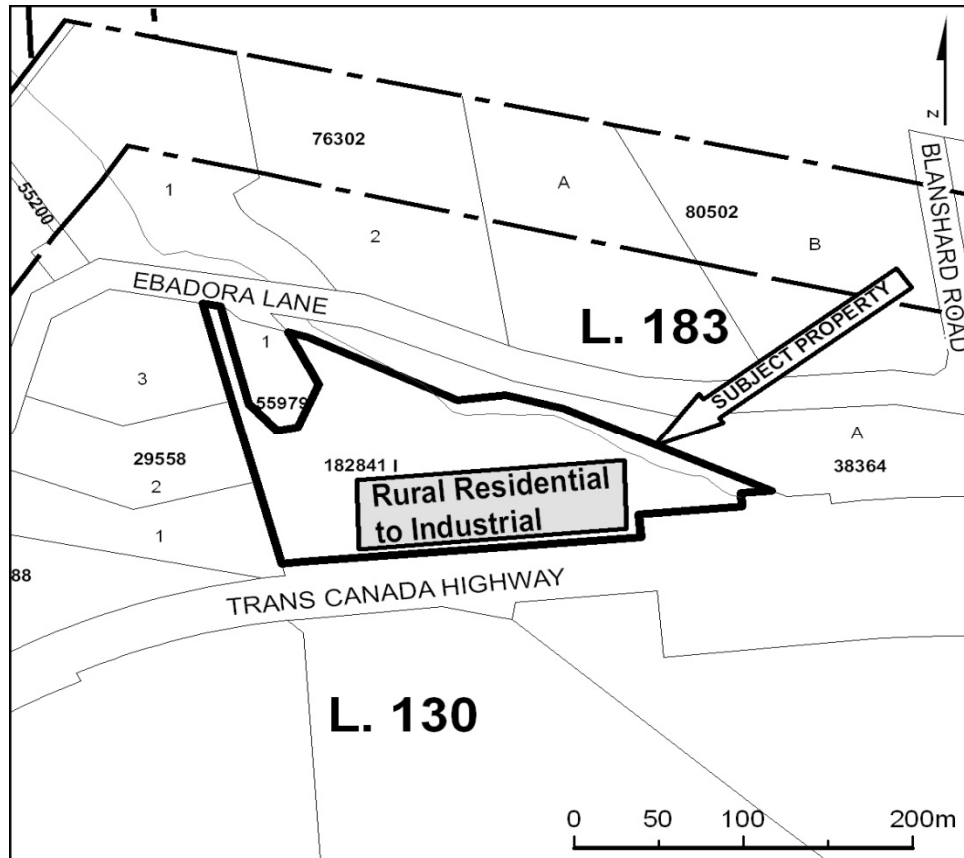 z
76302
1
A
80502
BLANSHARD ROAD
55200
2
B
EBADORA LANE
L. 183
SUBJECT PROPERTY
1
3
55979
A
29558
182841 I
38364
2
Rural Residential
to Industrial
1
88
TRANS CANADA HIGHWAY
L. 130
0 50 100 200m